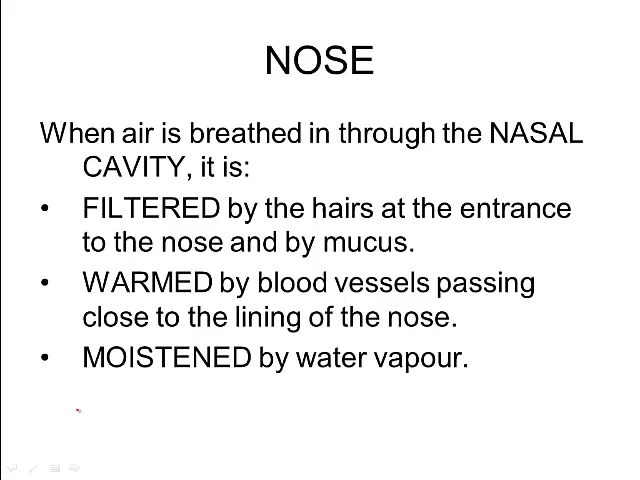 NOSE
When air is breathed in through the NASAL
CAVITY, it is:
• FILTERED by the hairs at the entrance
to the nose and by mucus.
• WARMED by blood vessels passing
close to the lining of the nose.
• MOISTENED by water vapour.